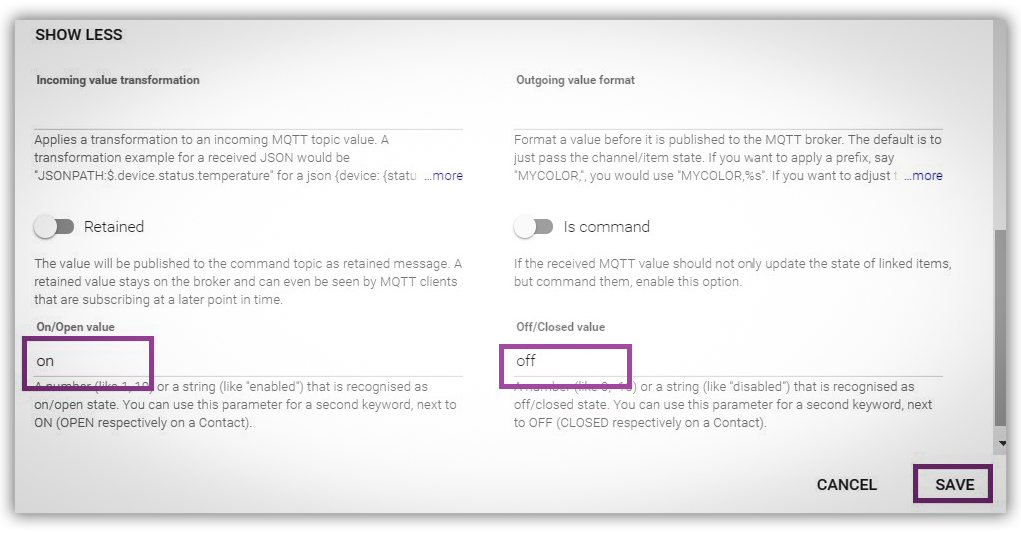 SHOW LESS
Incoming value transformation
Applies a transformation to an incoming MQTT topic value. A
transformation example for a received JSON would be
"JSONPATH:$.device.status.temperature" for a json {device: {statu ...more
Outgoing value format
Format a value before it is published to the MQTT broker. The default is to
just pass the channel/item state. If you want to apply a prefix, say
"MYCOLOR,", you would use "MYCOLOR,%s". If you want to adjust ...more
Retained
The value will be published to the command topic as retained message. A
retained value stays on the broker and can even be seen by MQTT clients
that are subscribing at a later point in time.
Is command
If the received MQTT value should not only update the state of linked items,
but command them, enable this option.
On/Open value
on
A number (like 1, 10) or a string (like "enabled") that is recognised as
on/open state. You can use this parameter for a second keyword, next to
ON (OPEN respectively on a Contact).
Off/Closed value
off
A number (like 0, -10) or a string (like "disabled") that is recognised as
off/closed state. You can use this parameter for a second keyword, next
to OFF (CLOSED respectively on a Contact).
CANCEL
SAVE